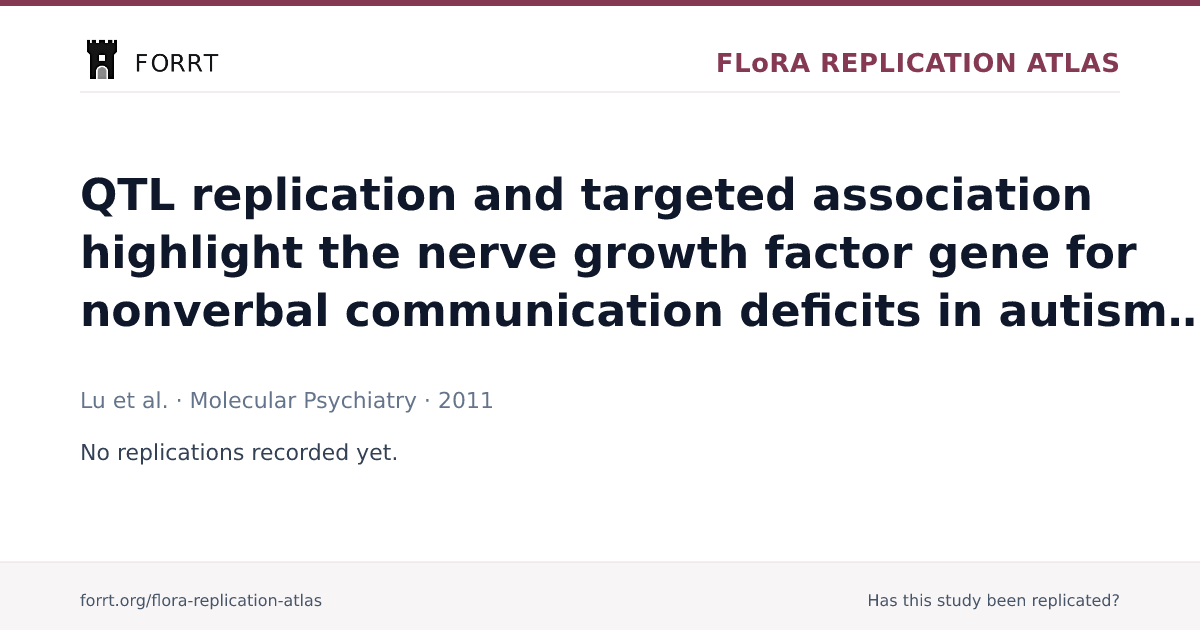 FORRT
FLoRA REPLICATION ATLAS
QTL replication and targeted association
highlight the nerve growth factor gene for
nonverbal communication deficits in autism…
Lu et al. · Molecular Psychiatry · 2011
No replications recorded yet.
forrt.org/flora-replication-atlas
Has this study been replicated?